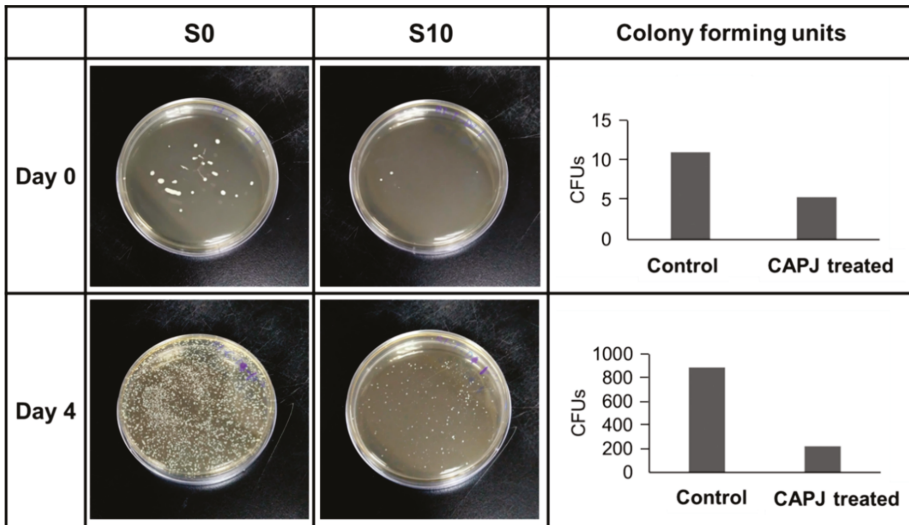 S0
S10
Colony forming units
Day 0
15
10
5
0
CFUs
Control
CAPJ treated
Day 4
1000
800
600
400
200
0
CFUs
Control
CAPJ treated